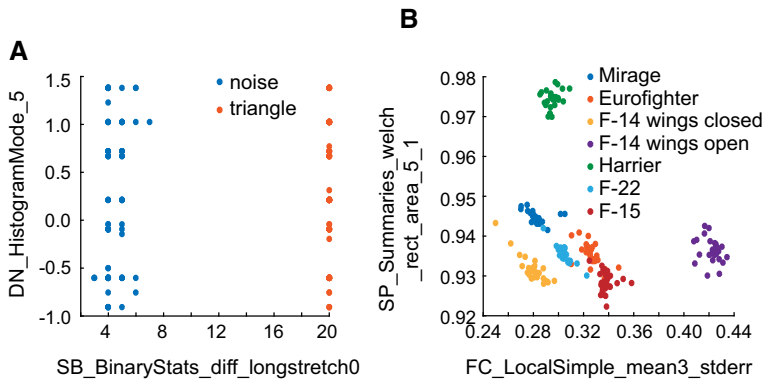 A
DN_HistogramMode_5
1.5
1.0
0.5
0.0
-0.5
-1.0
4
8
12
16
20
noise
triangle
SB_BinaryStats_diff_longstretch0
B
SP_Summaries_welch
_rect_area_5_1
0.98
0.97
0.96
0.95
0.94
0.93
0.92
0.24
0.28
0.32
0.36
0.40
0.44
Mirage
Eurofighter
F-14 wings closed
F-14 wings open
Harrier
F-22
F-15
FC_LocalSimple_mean3_stderr